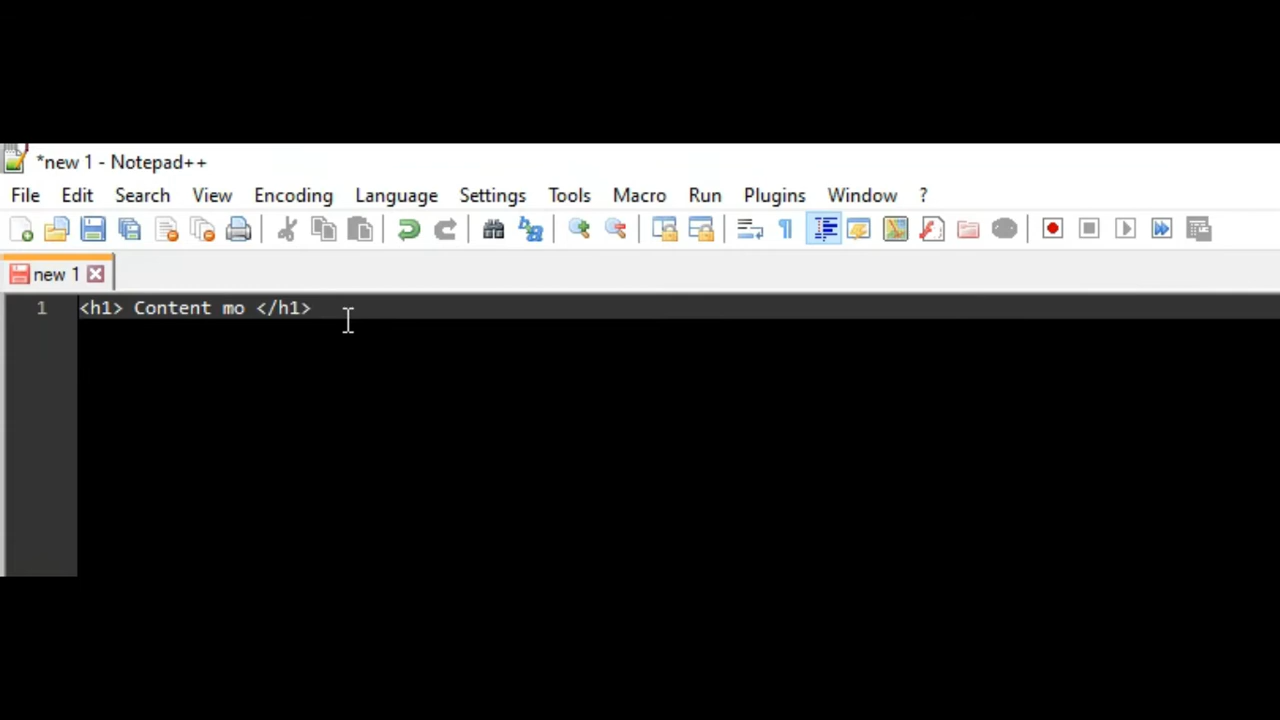 *new 1 - Notepad++
File Edit Search View Encoding Language Settings Tools Macro Run Plugins Window ?
new 1
1 <h1> Content mo </h1>